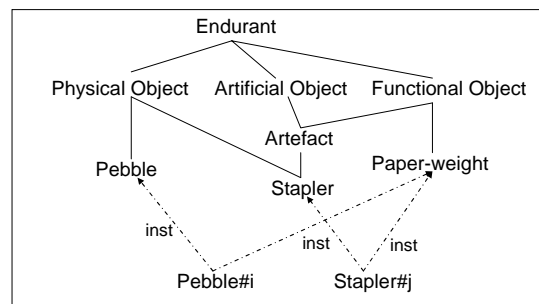 Endurant
Physical Object Artificial Object Functional Object
Artefact
Pebble Paper-weight
Stapler
inst inst inst
Pebble#i Stapler#j